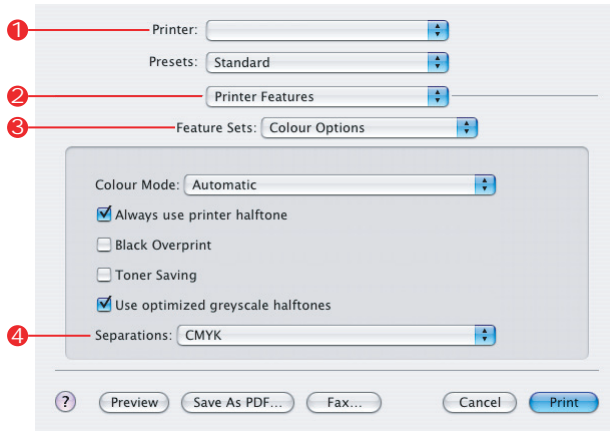 1 Printer:
Presets: Standard
2 Printer Features
3 Feature Sets: Colour Options
Colour Mode: Automatic
Always use printer halftone
Black Overprint
Toner Saving
Use optimized greyscale halftones
4 Separations: CMYK
? Preview Save As PDF... Fax... Cancel Print